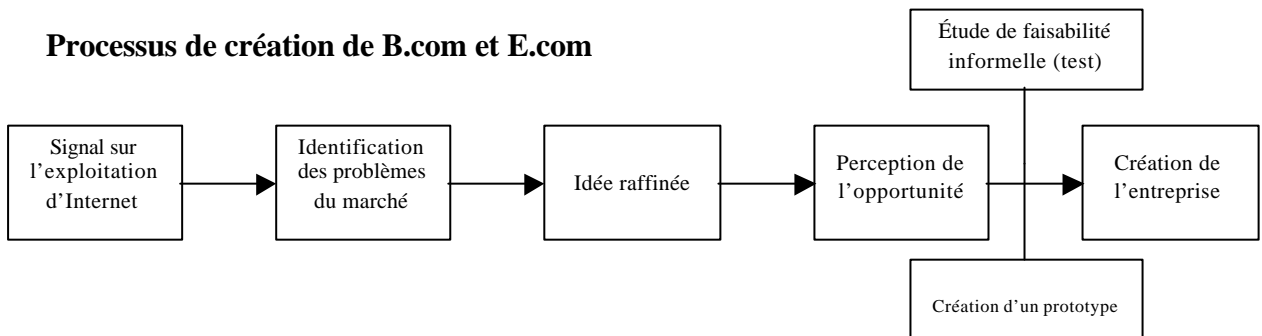 Processus de création de B.com et E.com
Étude de faisabilité
informelle (test)
Signal sur
l'exploitation
d'Internet
Identification
des problèmes
du marché
Idée raffinée
Perception de
l'opportunité
Création de
l'entreprise
Création d'un prototype